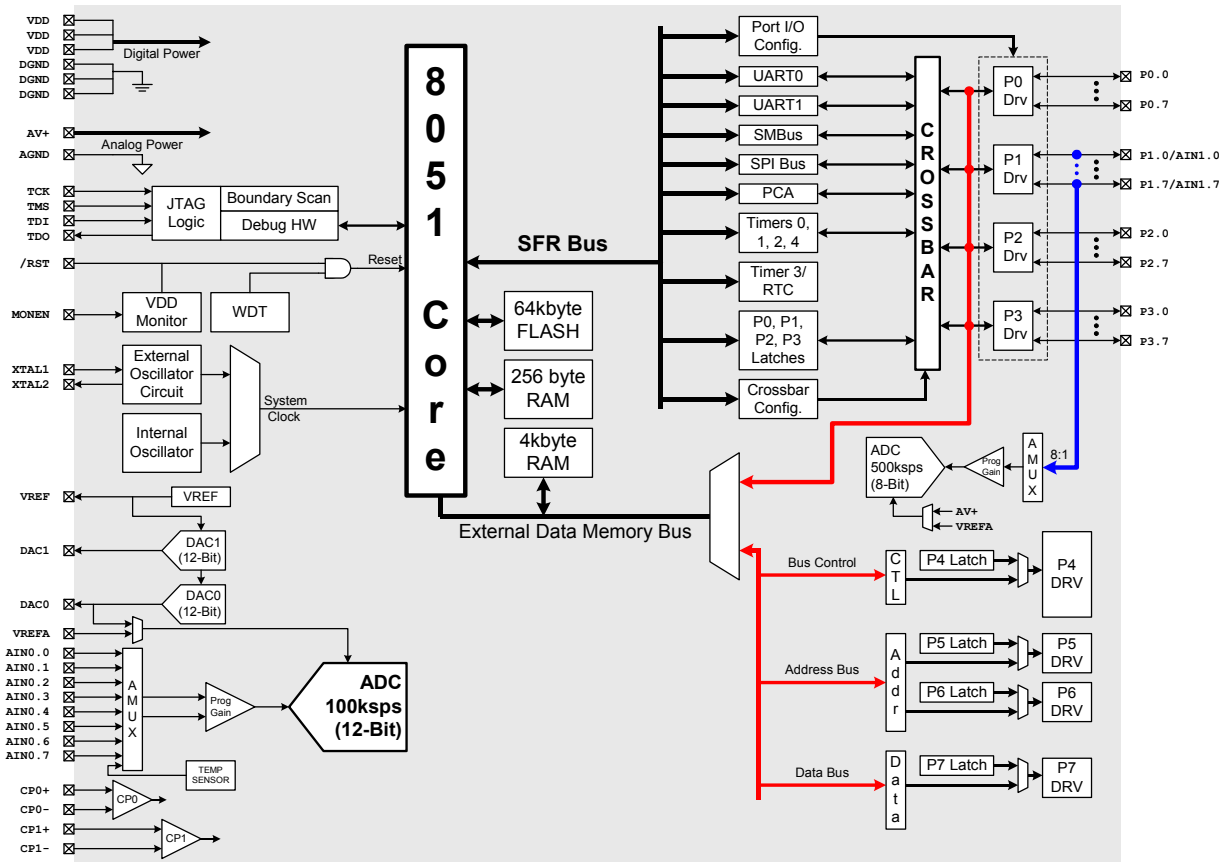 VDD
VDD
VDD
Digital Power
DGND
DGND
DGND
AV+
Analog Power
AGND
TCK
TMS
TDI
TDO
JTAG
Logic
Boundary Scan
Debug HW
/RST
Reset
MONEN
VDD
Monitor
WDT
XTAL1
XTAL2
External
Oscillator
Circuit
Internal
Oscillator
System
Clock
VREF
VREF
DAC1
DAC1
(12-Bit)
DAC0
DAC0
(12-Bit)
VREFA
AIN0.0
AIN0.1
AIN0.2
AIN0.3
AIN0.4
AIN0.5
AIN0.6
AIN0.7
AMUX
Prog
Gain
ADC
100ksps
(12-Bit)
TEMP
SENSOR
CP0+
CP0-
CP0
CP1+
CP1-
CP1
8051 Core
SFR Bus
64kbyte
FLASH
256 byte
RAM
4kbyte
RAM
External Data Memory Bus
Port I/O
Config.
UART0
UART1
SMBus
SPI Bus
PCA
Timers 0,
1, 2, 4
Timer 3/
RTC
P0, P1,
P2, P3
Latches
Crossbar
Config.
CROSSBAR
P0
Drv
P1
Drv
P2
Drv
P3
Drv
P0.0
P0.7
P1.0/AIN1.0
P1.7/AIN1.7
P2.0
P2.7
P3.0
P3.7
ADC
500ksps
(8-Bit)
Prog
Gain
AMUX
8:1
AV+
VREFA
Bus Control
CTL
P4 Latch
P4
DRV
Address Bus
Addr
P5 Latch
P5
DRV
P6 Latch
P6
DRV
Data Bus
Data
P7 Latch
P7
DRV